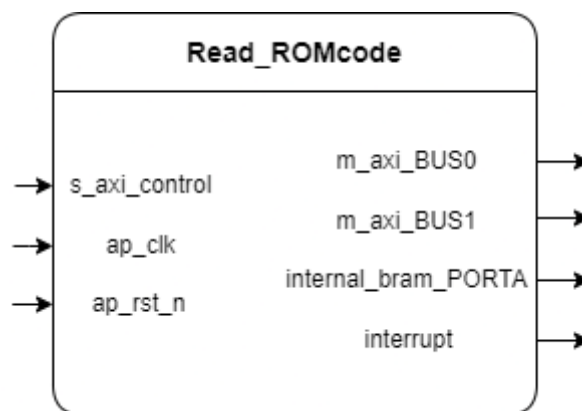 Read_ROMcode
s_axi_control
ap_clk
ap_rst_n
m_axi_BUS0
m_axi_BUS1
internal_bram_PORTA
interrupt